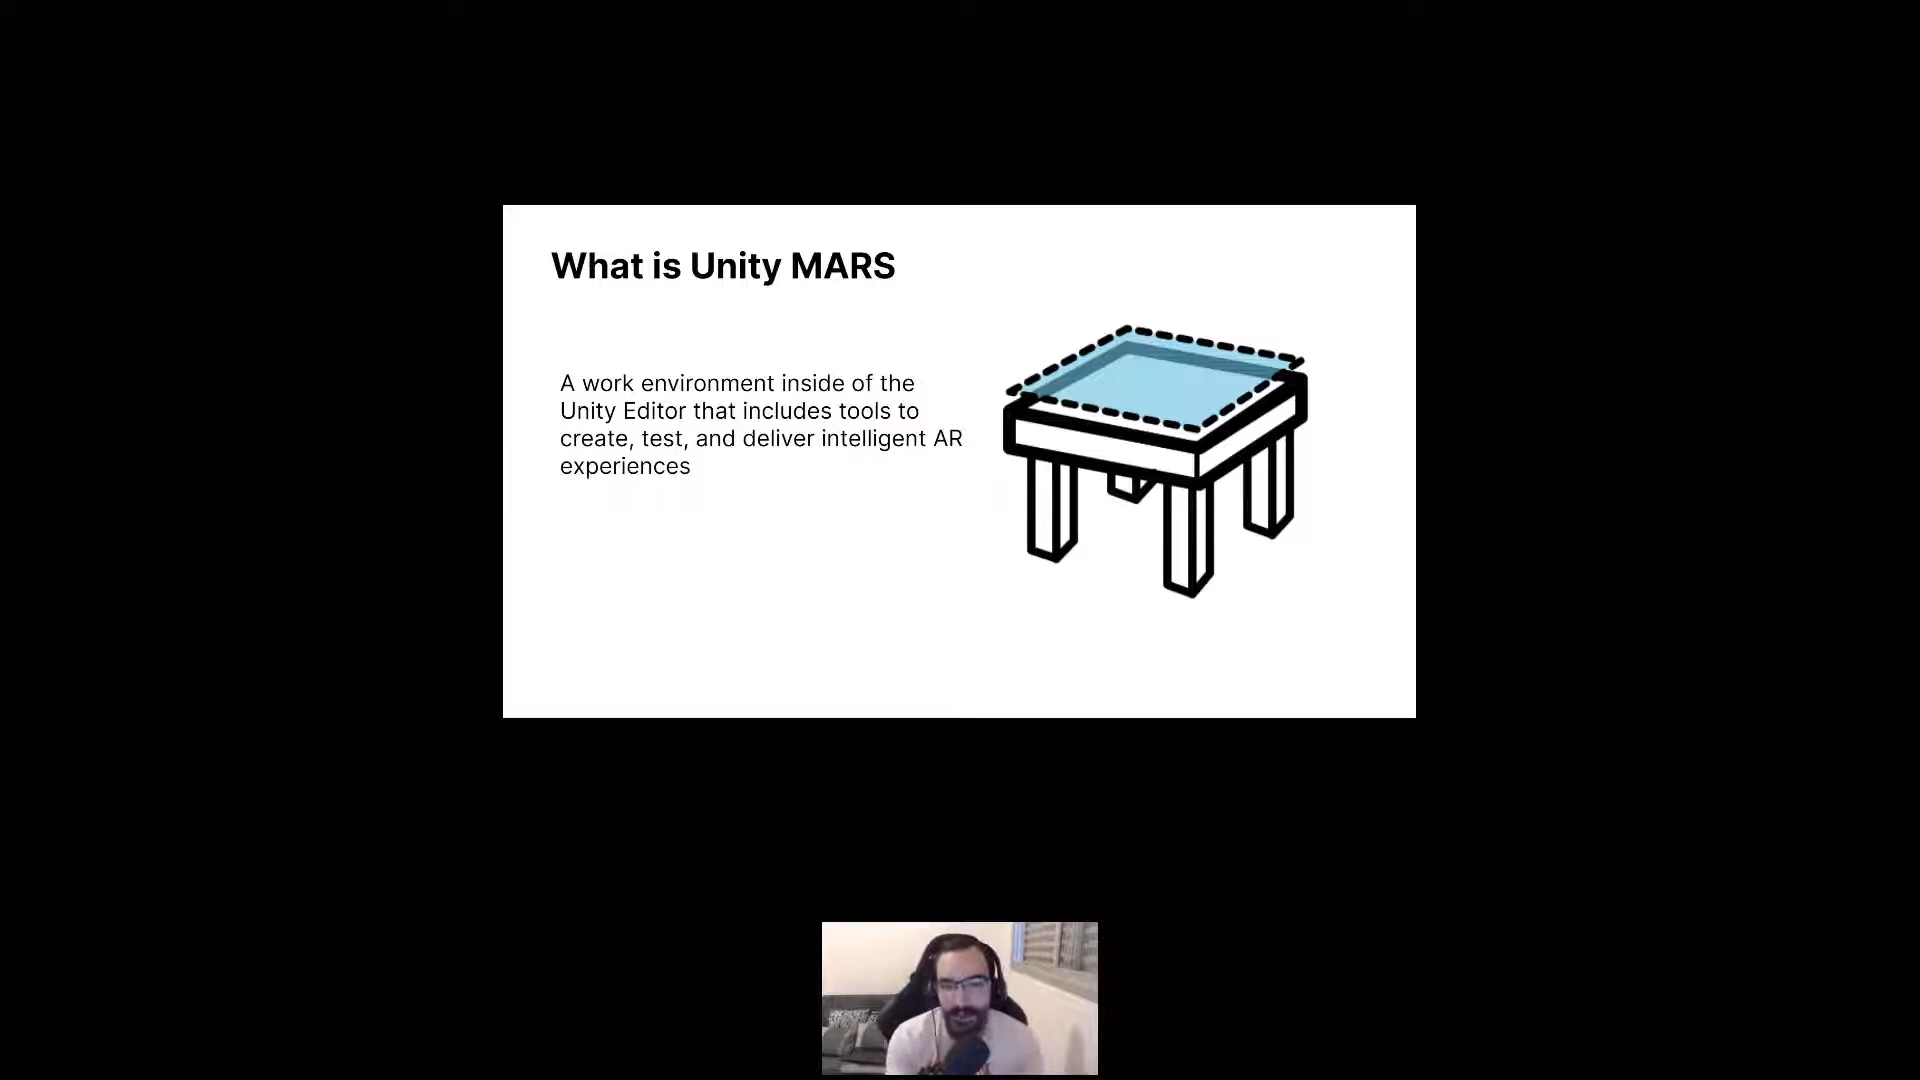 What is Unity MARS
A work environment inside of the
Unity Editor that includes tools to
create, test, and deliver intelligent AR
experiences